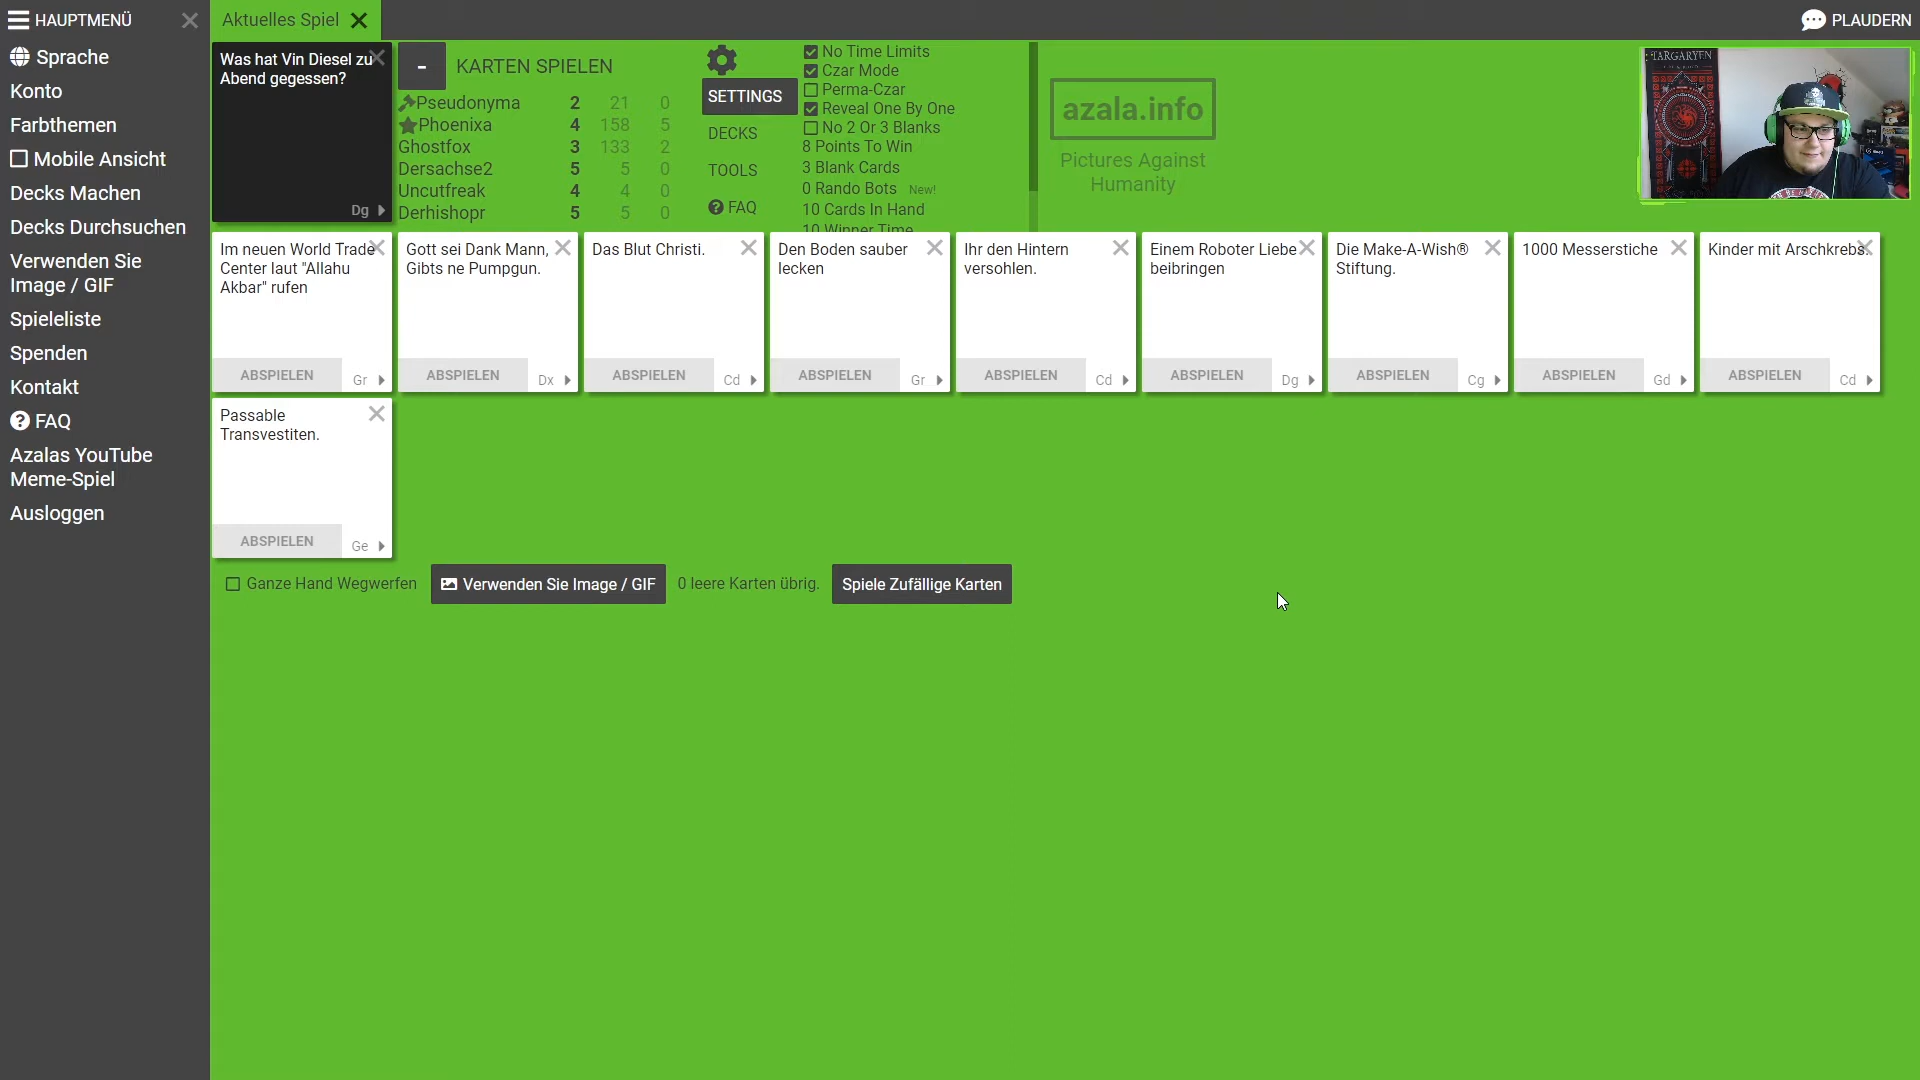 HAUPTMENÜ
Aktuelles Spiel
PLAUDERN
Sprache
Konto
Farbthemen
Mobile Ansicht
Decks Machen
Decks Durchsuchen
Verwenden Sie
Image / GIF
Spieleliste
Spenden
Kontakt
FAQ
Azalas YouTube
Meme-Spiel
Ausloggen
Was hat Vin Diesel zu
Abend gegessen?
Dg
-
KARTEN SPIELEN
Pseudonyma 2 21 0
Phoenixa 4 158 5
Ghostfox 3 133 2
Dersachse2 5 5 0
Uncutfreak 4 4 0
Derhishopr 5 5 0
SETTINGS
DECKS
TOOLS
FAQ
No Time Limits
Czar Mode
Perma-Czar
Reveal One By One
No 2 Or 3 Blanks
8 Points To Win
3 Blank Cards
0 Rando Bots New!
10 Cards In Hand
10 Winner Time
azala.info
Pictures Against
Humanity
TARGARYEN
Im neuen World Trade
Center laut "Allahu
Akbar" rufen
ABSPIELEN Gr
Gott sei Dank Mann,
Gibts ne Pumpgun.
ABSPIELEN Dx
Das Blut Christi.
ABSPIELEN Cd
Den Boden sauber
lecken
ABSPIELEN Gr
Ihr den Hintern
versohlen.
ABSPIELEN Cd
Einem Roboter Liebe
beibringen
ABSPIELEN Dg
Die Make-A-Wish®
Stiftung.
ABSPIELEN Cg
1000 Messerstiche
ABSPIELEN Gd
Kinder mit Arschkrebs.
ABSPIELEN Cd
Passable
Transvestiten.
ABSPIELEN Ge
Ganze Hand Wegwerfen
Verwenden Sie Image / GIF
0 leere Karten übrig.
Spiele Zufällige Karten